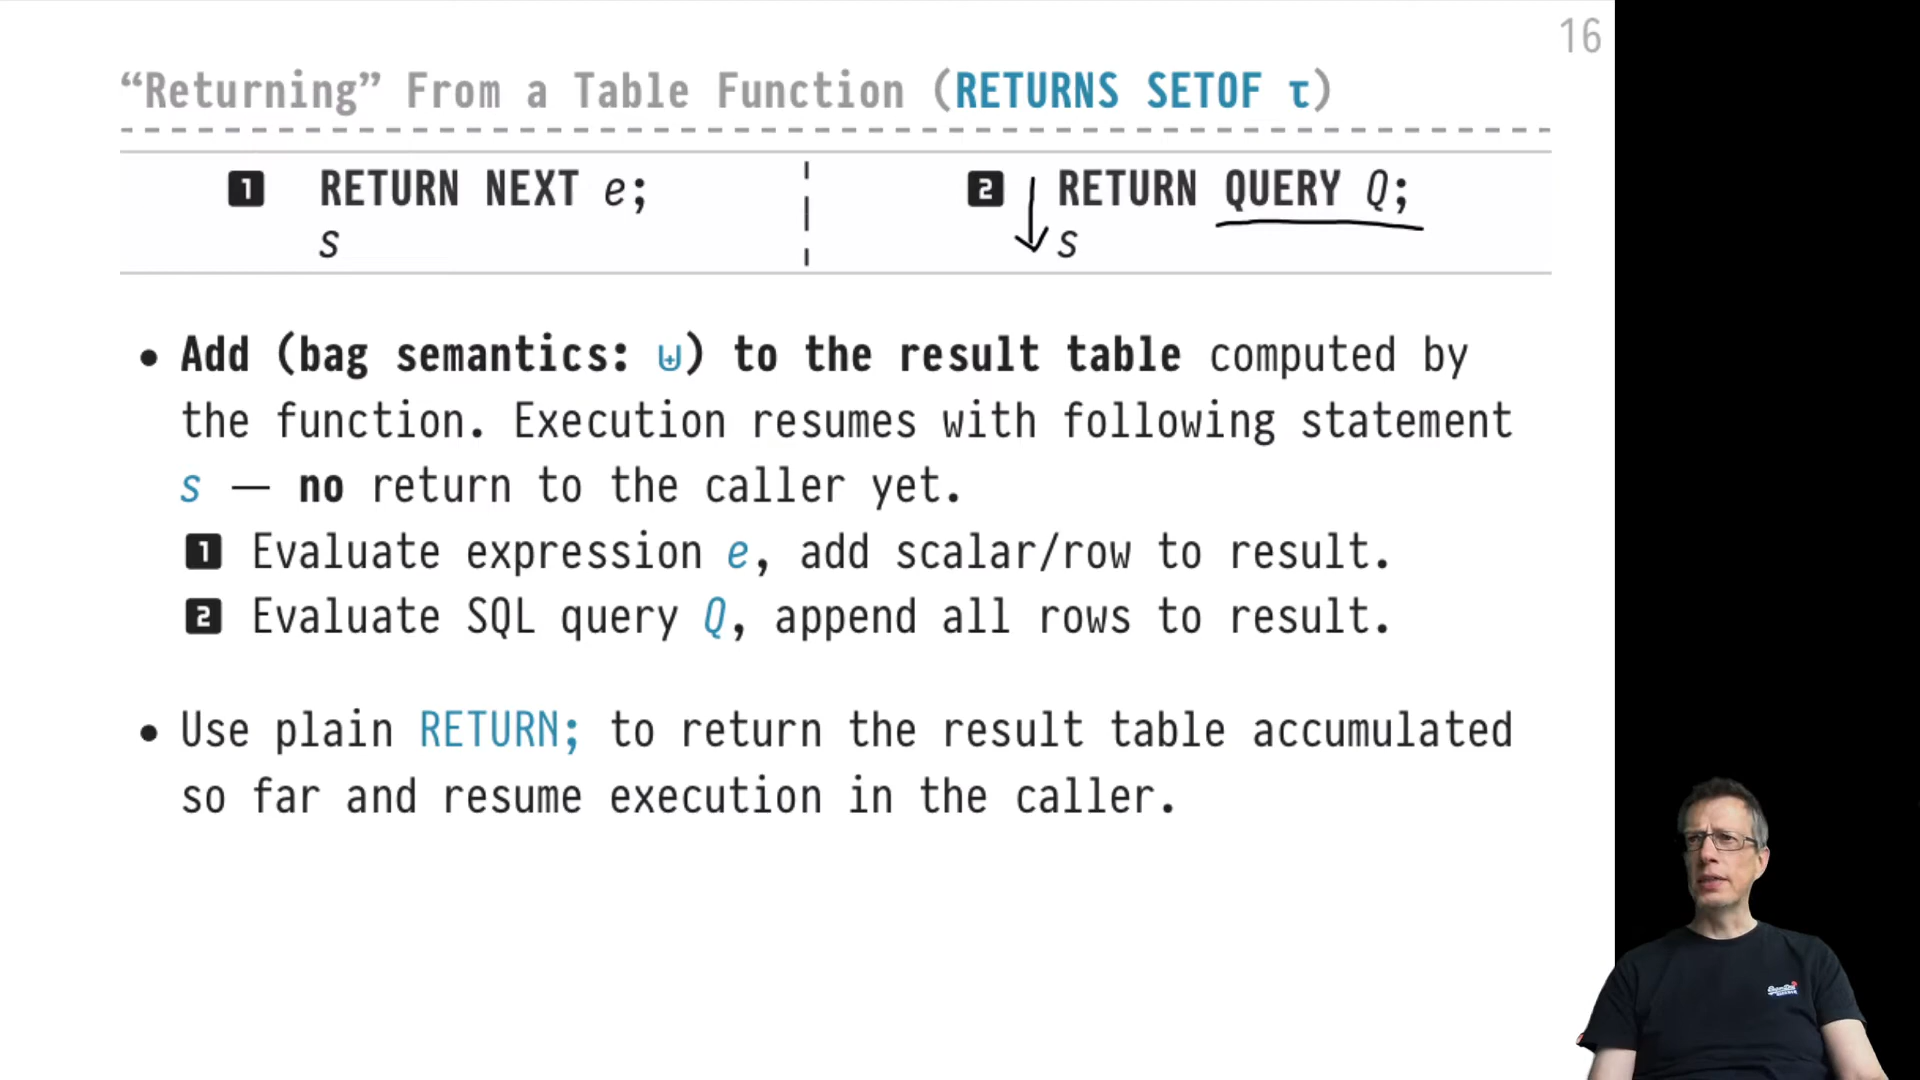 16
“Returning” From a Table Function (RETURNS SETOF τ)
1 RETURN NEXT e;
s
2 RETURN QUERY Q;
s
• Add (bag semantics: ⊎) to the result table computed by
the function. Execution resumes with following statement
s — no return to the caller yet.
1 Evaluate expression e, add scalar/row to result.
2 Evaluate SQL query Q, append all rows to result.
• Use plain RETURN; to return the result table accumulated
so far and resume execution in the caller.